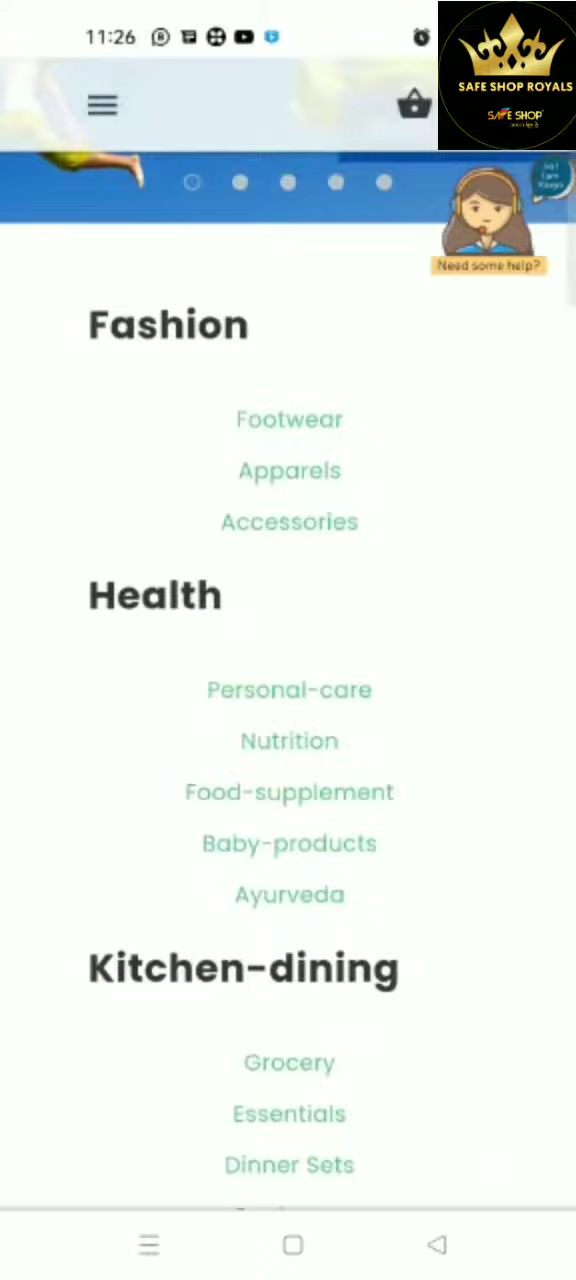 11:26
SAFE SHOP ROYALS
SAFE SHOP
Need some help?
Fashion
Footwear
Apparels
Accessories
Health
Personal-care
Nutrition
Food-supplement
Baby-products
Ayurveda
Kitchen-dining
Grocery
Essentials
Dinner Sets